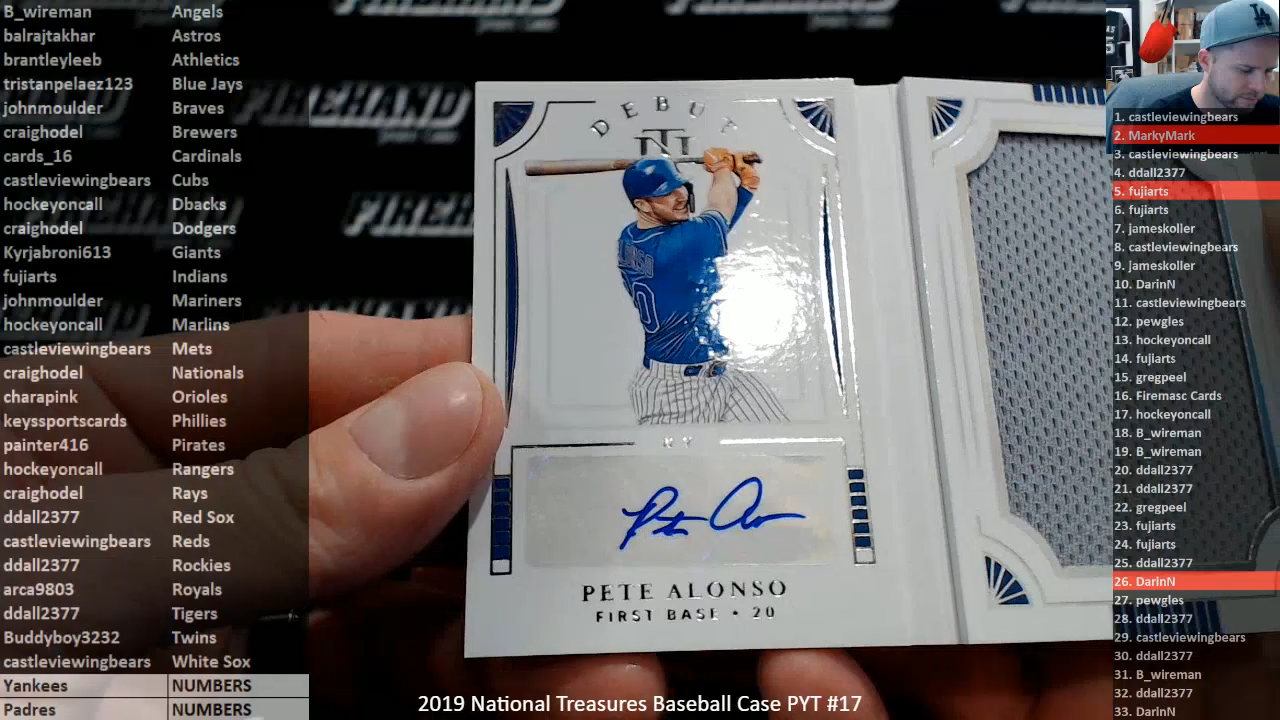 B_wireman Angels
balrajtakhar Astros
brantleyleeb Athletics
tristanpelaez123 Blue Jays
johnmoulder Braves
craighodel Brewers
cards_16 Cardinals
castleviewingbears Cubs
hockeyoncall Dbacks
craighodel Dodgers
Kyrjabroni613 Giants
fujiarts Indians
johnmoulder Mariners
hockeyoncall Marlins
castleviewingbears Mets
craighodel Nationals
charapink Orioles
keyssportscards Phillies
painter416 Pirates
hockeyoncall Rangers
craighodel Rays
ddall2377 Red Sox
castleviewingbears Reds
ddall2377 Rockies
arca9803 Royals
ddall2377 Tigers
Buddyboy3232 Twins
castleviewingbears White Sox
Yankees NUMBERS
Padres NUMBERS
FIREHAND
FIREHAND
DEBUT
NT
NY
Pete Alonso
PETE ALONSO
FIRST BASE • 20
LA
1. castleviewingbears
2. MarkyMark
3. castleviewingbears
4. ddall2377
5. fujiarts
6. fujiarts
7. jameskoller
8. castleviewingbears
9. jameskoller
10. DarinN
11. castleviewingbears
12. pewgles
13. hockeyoncall
14. fujiarts
15. gregpeel
16. Firemasc Cards
17. hockeyoncall
18. B_wireman
19. B_wireman
20. ddall2377
21. ddall2377
22. gregpeel
23. fujiarts
24. fujiarts
25. ddall2377
26. DarinN
27. pewgles
28. ddall2377
29. castleviewingbears
30. ddall2377
31. B_wireman
32. ddall2377
33. DarinN
2019 National Treasures Baseball Case PYT #17